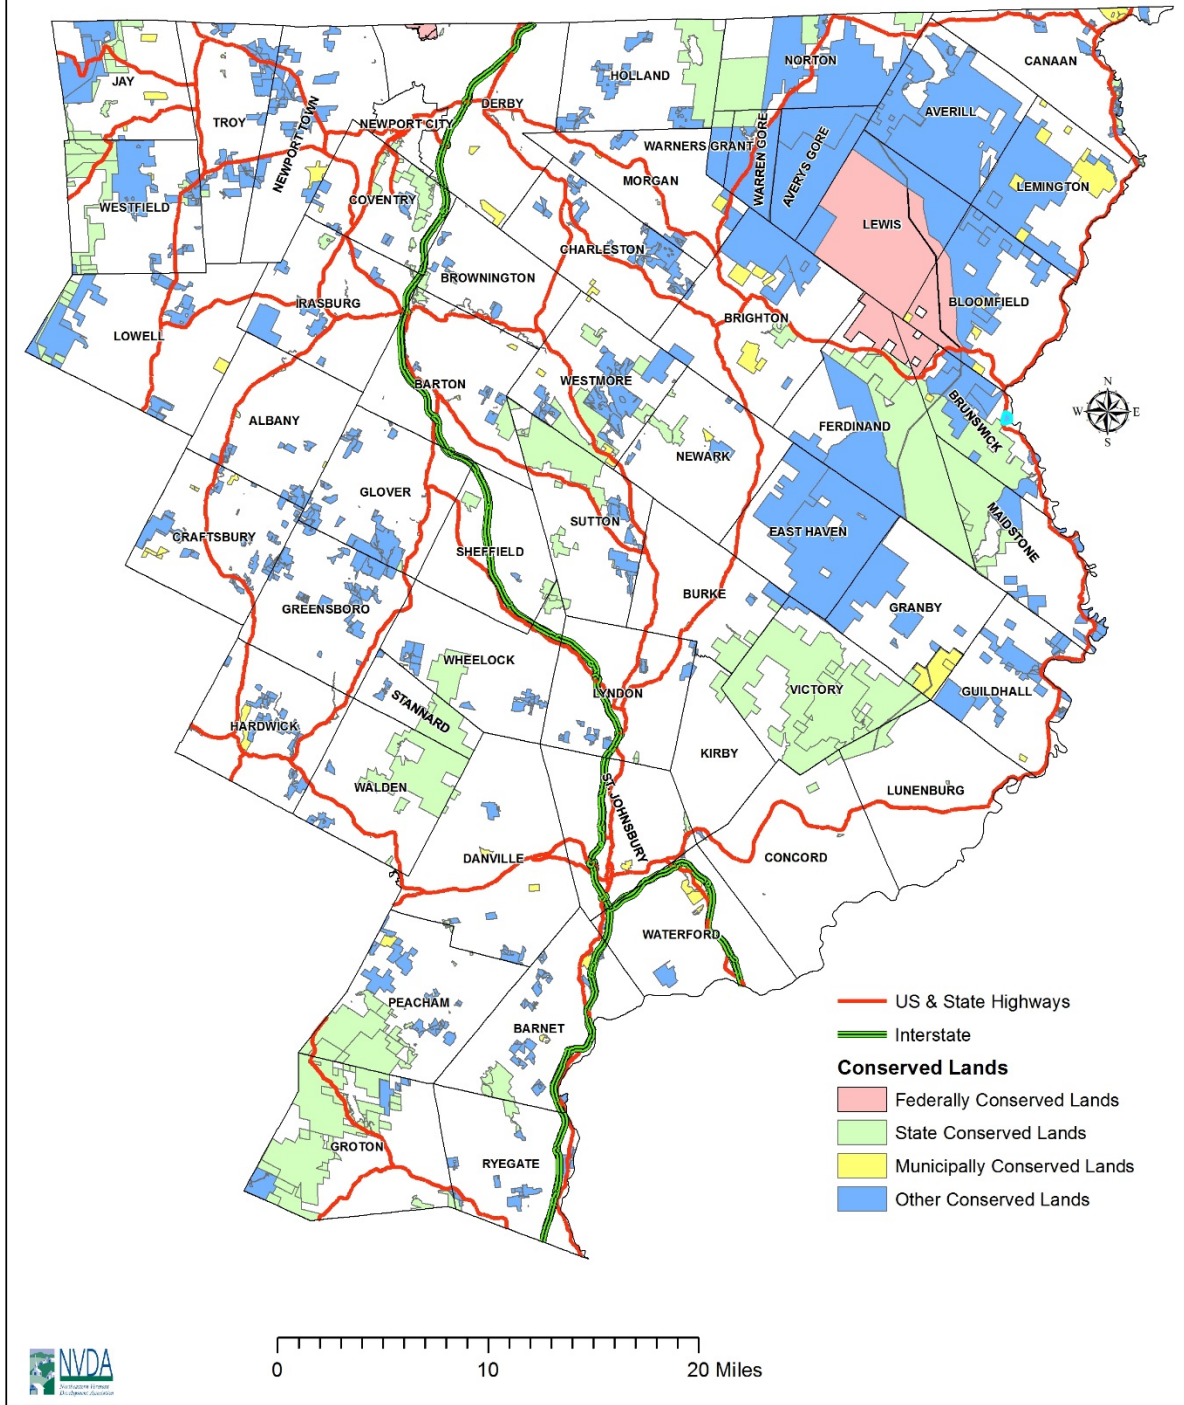 NORTON
CANAAN
HOLLAND
JAY
DERBY
AVERILL
TROY
NEWPORT CITY
NEWPORT TOWN
WARNERS GRANT
WARREN GORE
AVERYS GORE
MORGAN
LEMINGTON
COVENTRY
WESTFIELD
LEWIS
CHARLESTON
BROWNINGTON
IRASBURG
BLOOMFIELD
BRIGHTON
LOWELL
BARTON
WESTMORE
N
W E
S
BRUNSWICK
ALBANY
FERDINAND
NEWARK
GLOVER
SUTTON
MAIDSTONE
EAST HAVEN
CRAFTSBURY
SHEFFIELD
BURKE
GREENSBORO
GRANBY
WHEELOCK
VICTORY
GUILDHALL
LYNDON
STANNARD
HARDWICK
KIRBY
WALDEN
LUNENBURG
ST. JOHNSBURY
DANVILLE
CONCORD
WATERFORD
PEACHAM
BARNET
GROTON
RYEGATE
US & State Highways
Interstate
Conserved Lands
Federally Conserved Lands
State Conserved Lands
Municipally Conserved Lands
Other Conserved Lands
0 10 20 Miles
NVDA
Northeastern Vermont
Development Association